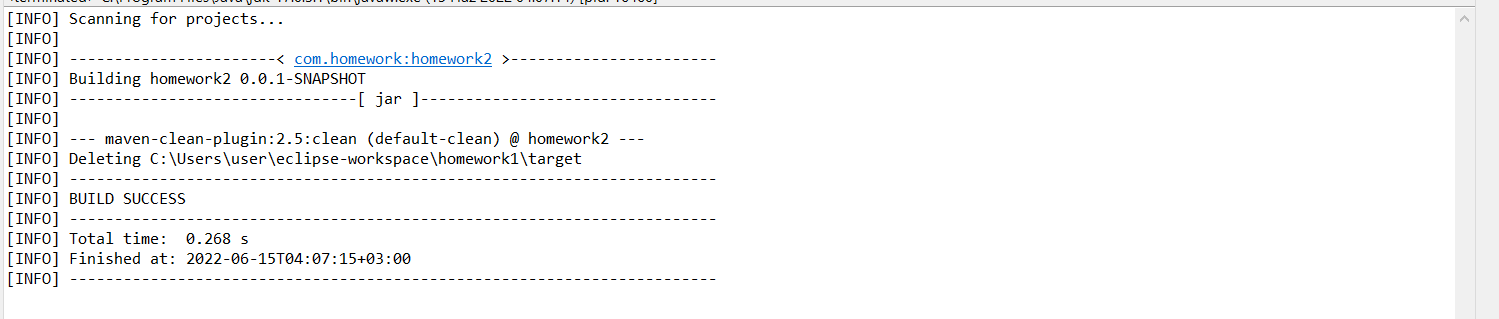 [INFO] Scanning for projects...
[INFO]
[INFO] -----------------------< com.homework:homework2 >-----------------------
[INFO] Building homework2 0.0.1-SNAPSHOT
[INFO] --------------------------------[ jar ]---------------------------------
[INFO]
[INFO] --- maven-clean-plugin:2.5:clean (default-clean) @ homework2 ---
[INFO] Deleting C:\Users\user\eclipse-workspace\homework1\target
[INFO] ------------------------------------------------------------------------
[INFO] BUILD SUCCESS
[INFO] ------------------------------------------------------------------------
[INFO] Total time:  0.268 s
[INFO] Finished at: 2022-06-15T04:07:15+03:00
[INFO] ------------------------------------------------------------------------